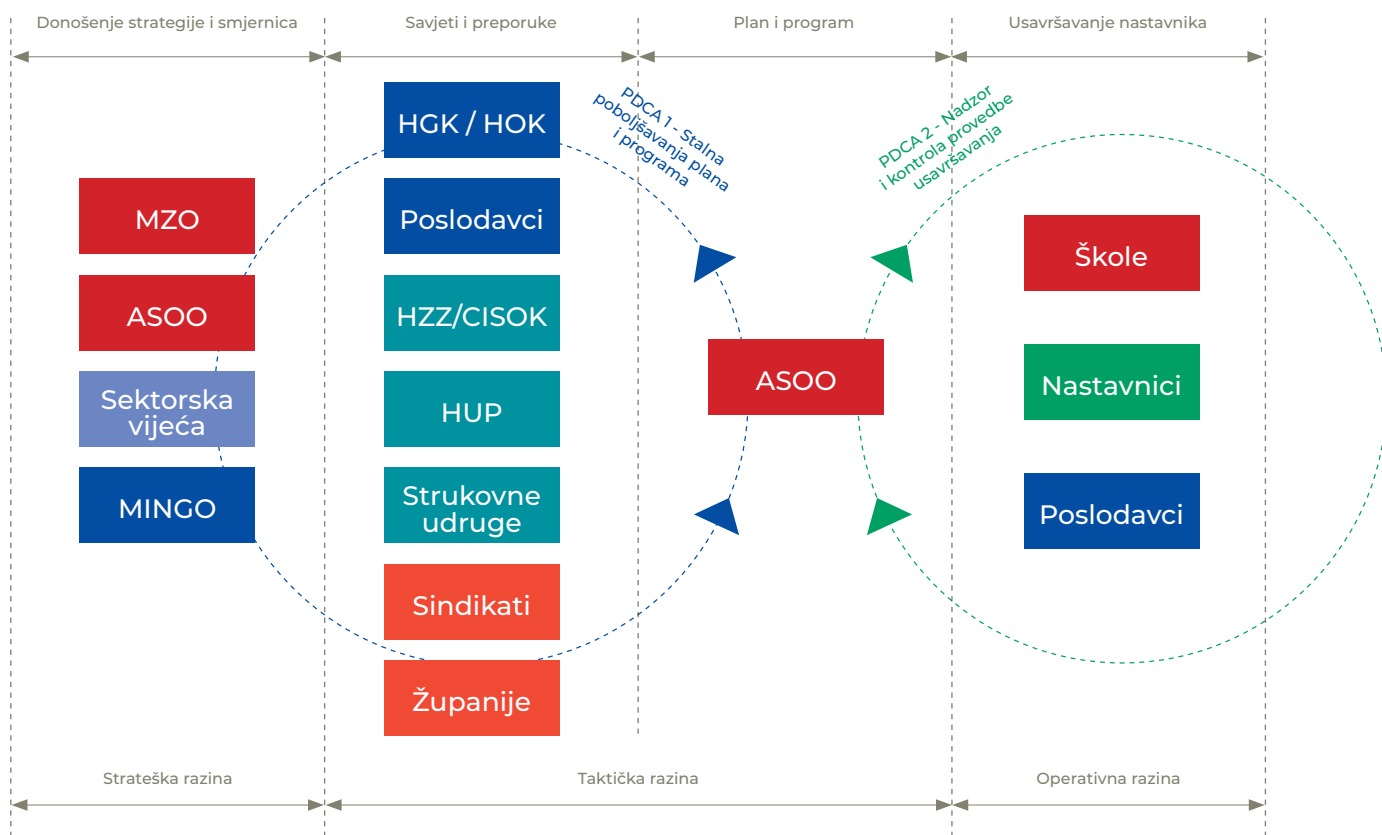 Donošenje strategije i smjernica
Savjeti i preporuke
Plan i program
Usavršavanje nastavnika
MZO
ASOO
Sektorska
vijeća
MINGO
HGK / HOK
Poslodavci
HZZ/CISOK
HUP
Strukovne
udruge
Sindikati
Županije
PDCA 1 - Stalna
poboljšavanja plana
i programa
ASOO
PDCA 2 - Nadzor
i kontrola provedbe
usavršavanja
Škole
Nastavnici
Poslodavci
Strateška razina
Taktička razina
Operativna razina